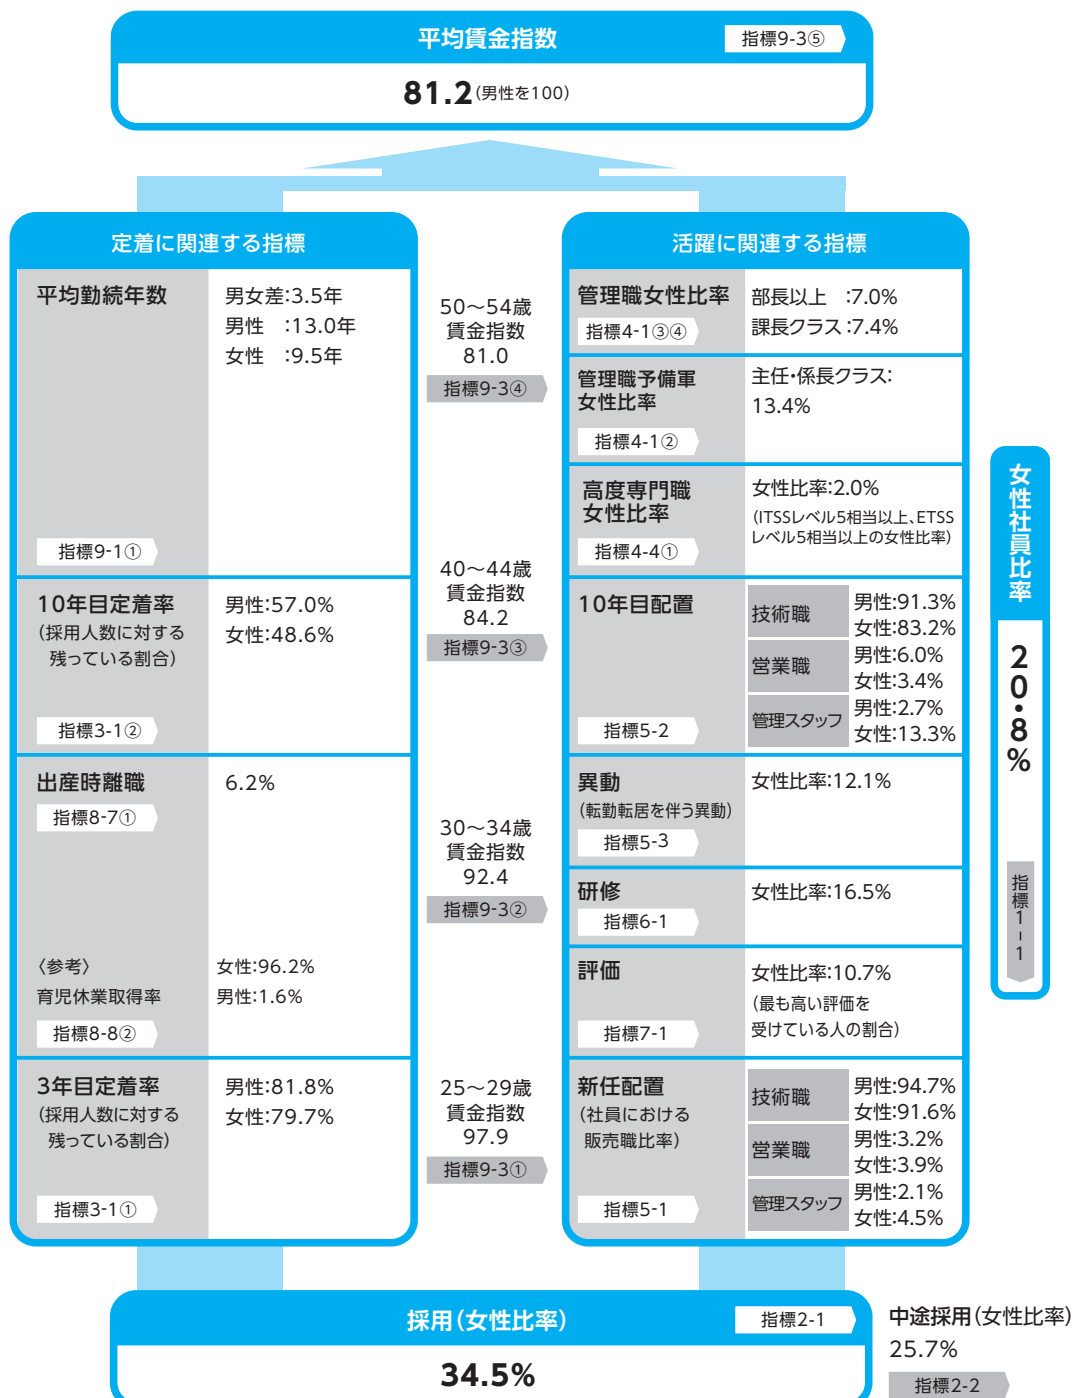 平均賃金指数
指標9-3⑤
81.2(男性を100)
定着に関連する指標
平均勤続年数
男女差:3.5年
男性　:13.0年
女性　:9.5年
指標9-1①
10年目定着率
(採用人数に対する
残っている割合)
男性:57.0%
女性:48.6%
指標3-1②
出産時離職
6.2%
指標8-7①
〈参考〉
育児休業取得率
女性:96.2%
男性:1.6%
指標8-8②
3年目定着率
(採用人数に対する
残っている割合)
男性:81.8%
女性:79.7%
指標3-1①
50〜54歳
賃金指数
81.0
指標9-3④
40〜44歳
賃金指数
84.2
指標9-3③
30〜34歳
賃金指数
92.4
指標9-3②
25〜29歳
賃金指数
97.9
指標9-3①
活躍に関連する指標
管理職女性比率
指標4-1③④
部長以上　:7.0%
課長クラス:7.4%
管理職予備軍
女性比率
指標4-1②
主任・係長クラス:
13.4%
高度専門職
女性比率
指標4-4①
女性比率:2.0%
(ITSSレベル5相当以上、ETSS
レベル5相当以上の女性比率)
10年目配置
指標5-2
技術職
男性:91.3%
女性:83.2%
営業職
男性:6.0%
女性:3.4%
管理スタッフ
男性:2.7%
女性:13.3%
異動
(転勤転居を伴う異動)
指標5-3
女性比率:12.1%
研修
指標6-1
女性比率:16.5%
評価
指標7-1
女性比率:10.7%
(最も高い評価を
受けている人の割合)
新任配置
(社員における
販売職比率)
指標5-1
技術職
男性:94.7%
女性:91.6%
営業職
男性:3.2%
女性:3.9%
管理スタッフ
男性:2.1%
女性:4.5%
女性社員比率
20.8%
指標1-1
採用(女性比率)
指標2-1
34.5%
中途採用(女性比率)
25.7%
指標2-2